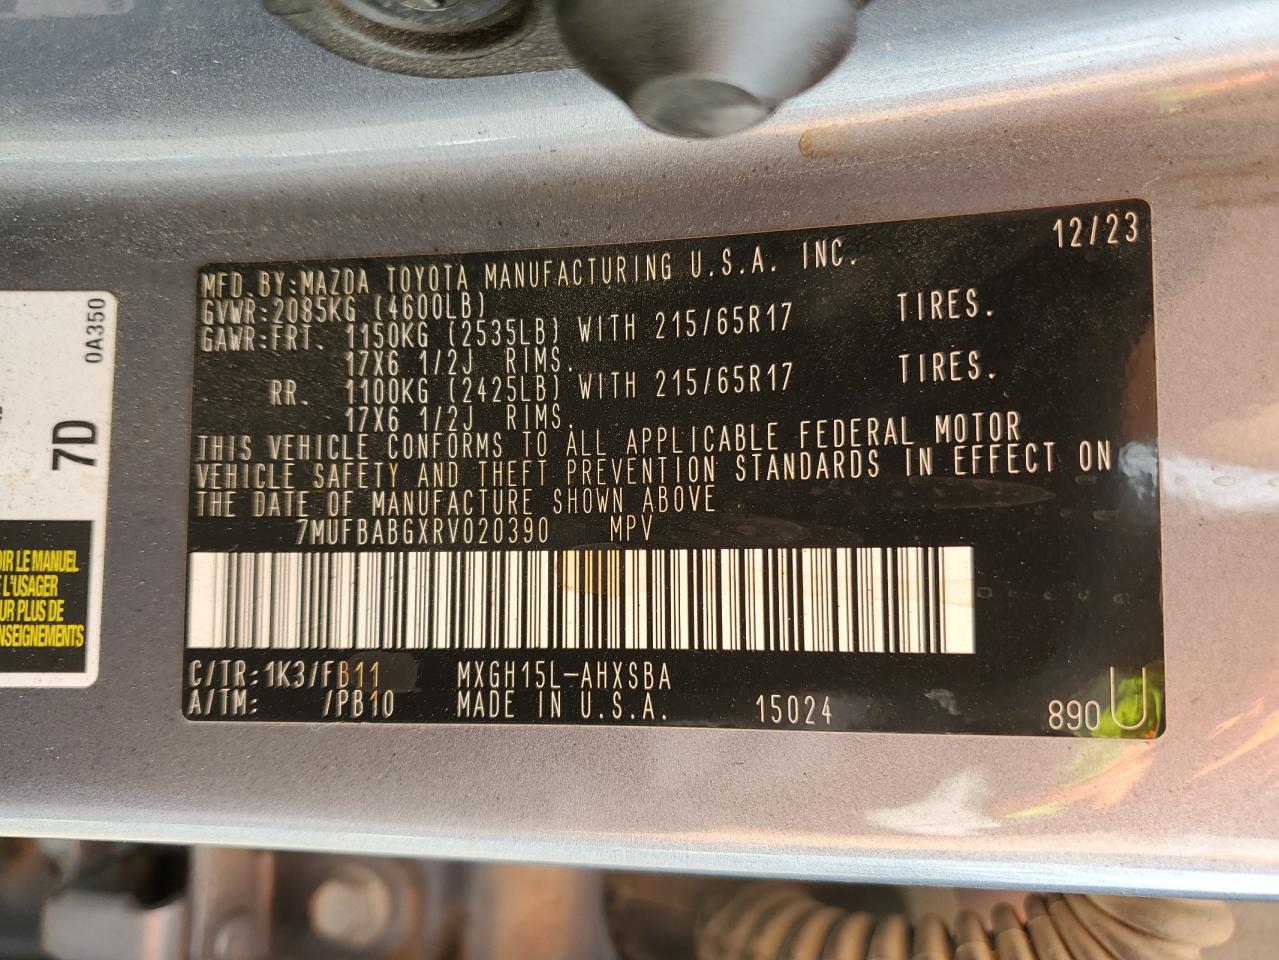 12/23
MFD.BY:MAZDA TOYOTA MANUFACTURING U.S.A. INC.
GVWR:2085KG (4600LB)
GAWR:FRT. 1150KG (2535LB) WITH 215/65R17 TIRES.
17X6 1/2J RIMS.
RR. 1100KG (2425LB) WITH 215/65R17 TIRES.
17X6 1/2J RIMS.
THIS VEHICLE CONFORMS TO ALL APPLICABLE FEDERAL MOTOR
VEHICLE SAFETY AND THEFT PREVENTION STANDARDS IN EFFECT ON
THE DATE OF MANUFACTURE SHOWN ABOVE
7MUFBABGXRV020390 MPV
C/TR:1K3/FB11 MXGH15L-AHXSBA
A/TM: /PB10 MADE IN U.S.A. 15024 890 U
0A350
7D
LE MANUEL
L'USAGER
PLUS DE